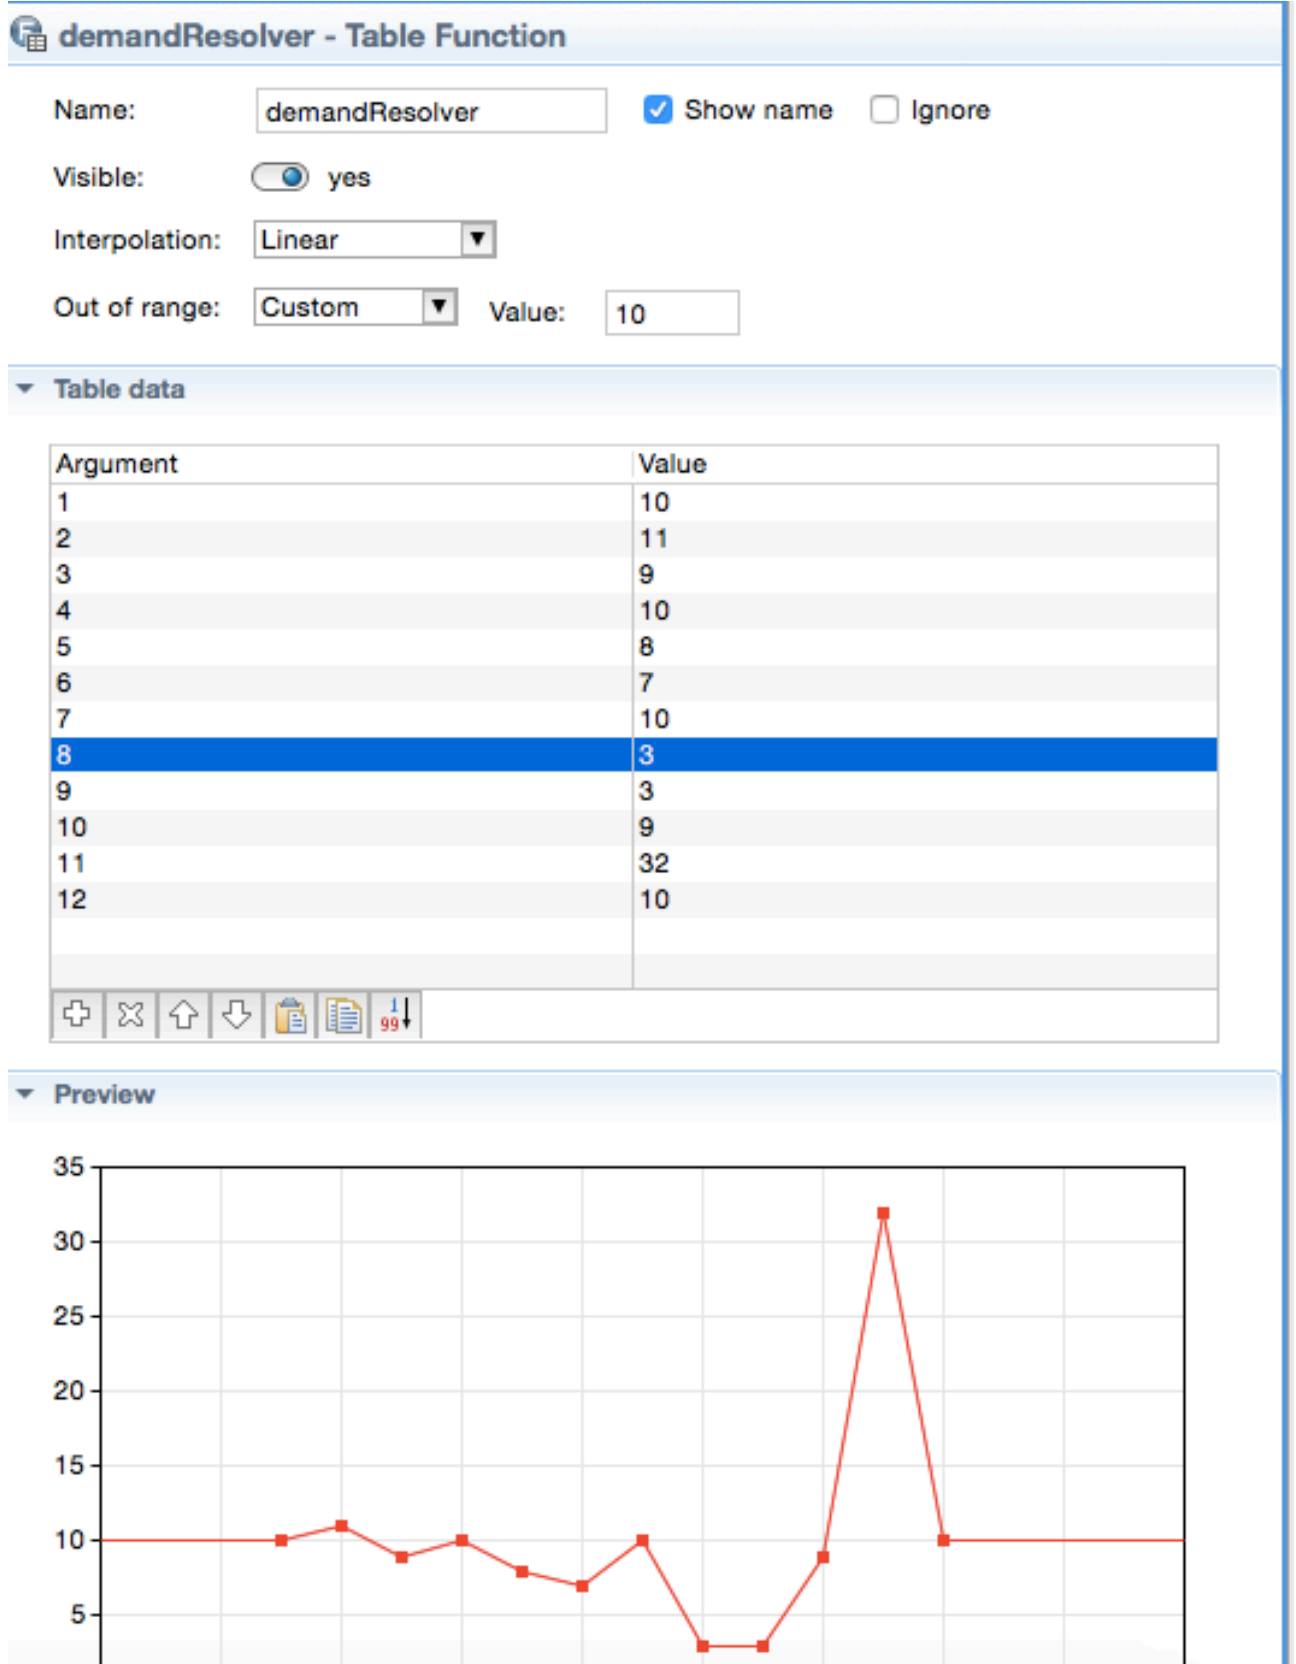 demandResolver - Table Function
Name: demandResolver Show name Ignore
Visible: yes
Interpolation: Linear
Out of range: Custom Value: 10
Table data
Argument Value
1 10
2 11
3 9
4 10
5 8
6 7
7 10
8 3
9 3
10 9
11 32
12 10
1
99
Preview
35
30
25
20
15
10
5